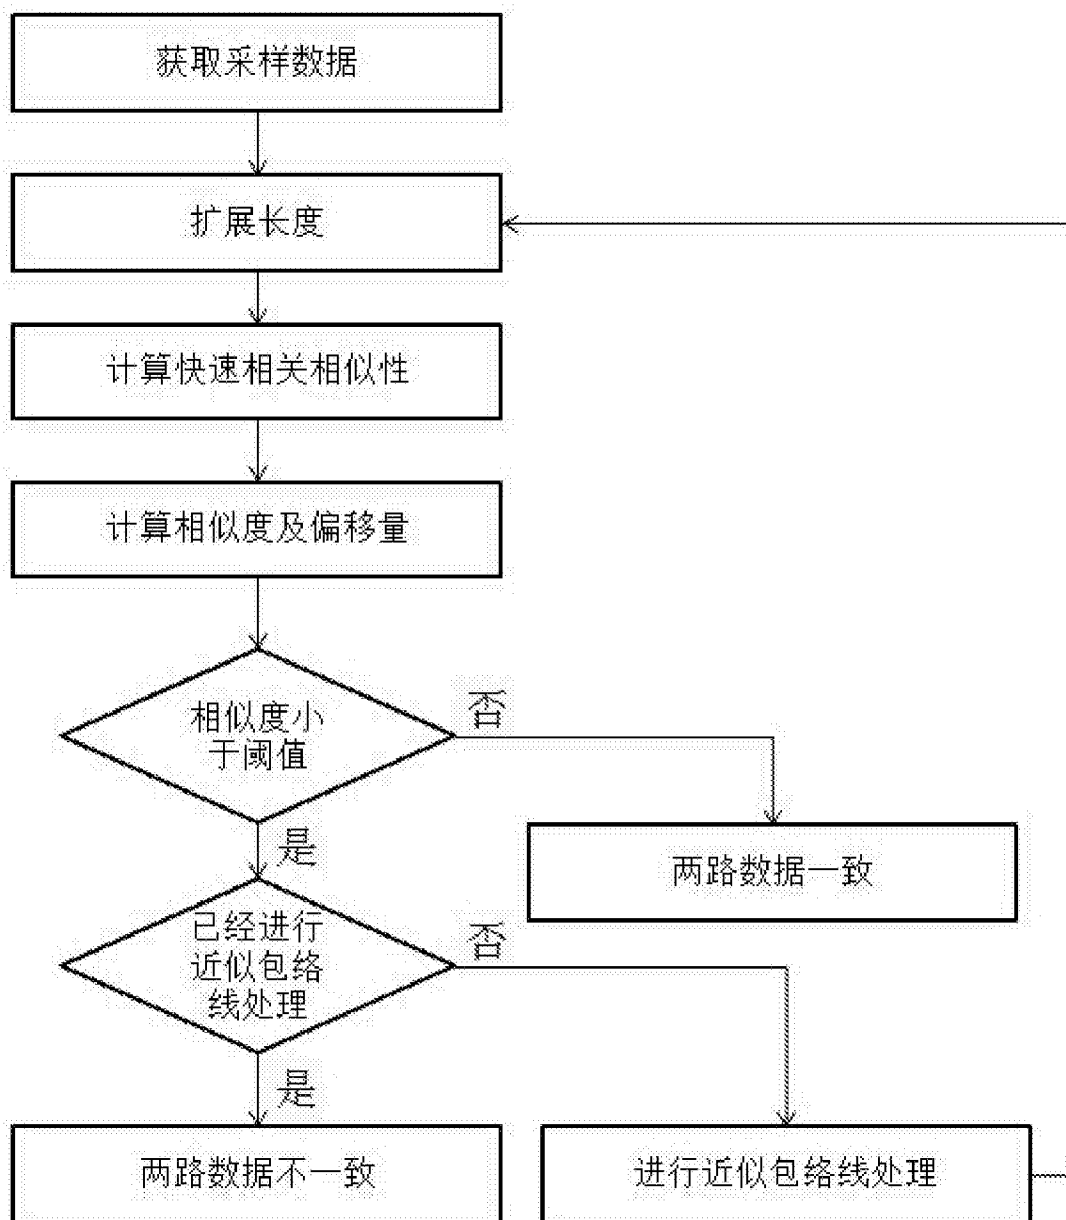 获取采样数据
扩展长度
计算快速相关相似性
计算相似度及偏移量
相似度小
于阈值
否
是
两路数据一致
已经进行
近似包络
线处理
否
是
两路数据不一致
进行近似包络线处理